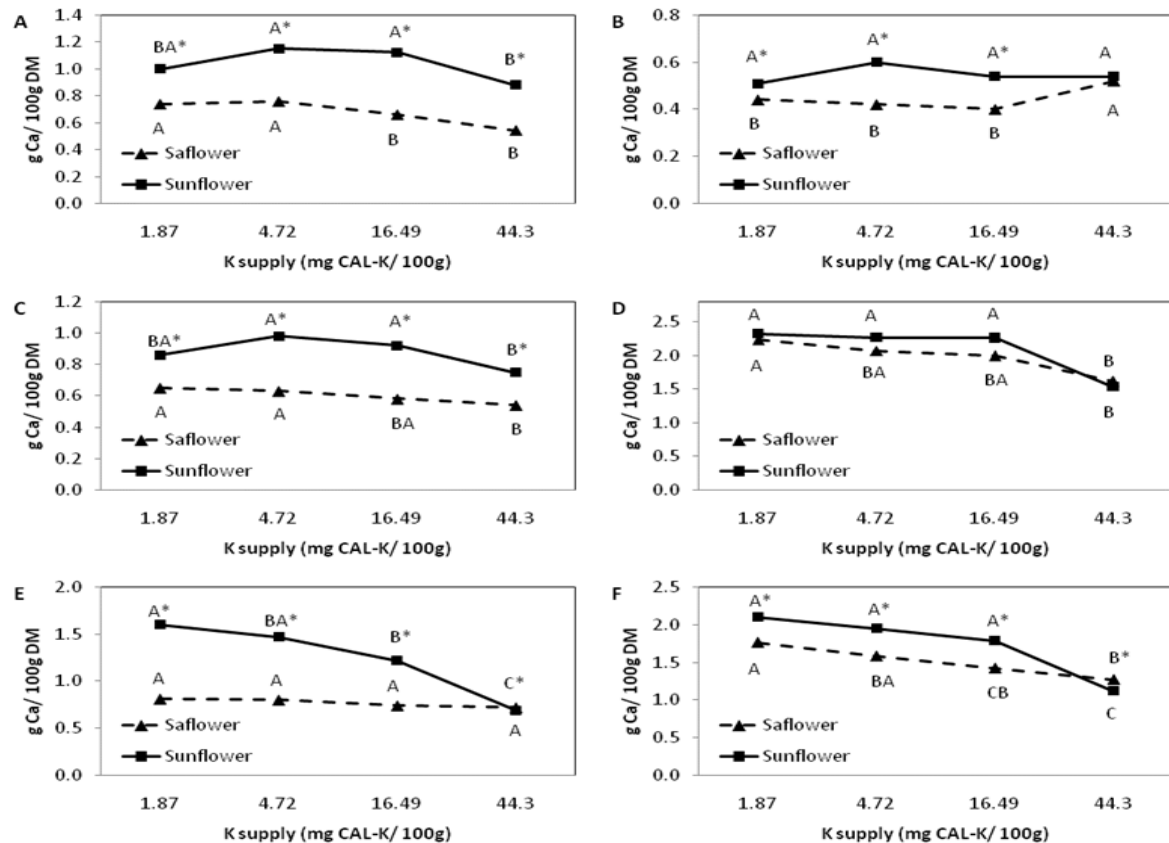 A
g Ca/ 100g DM
1.4
1.2
1.0
0.8
0.6
0.4
0.2
0.0
BA*
A*
A*
B*
A
A
B
B
Saflower
Sunflower
1.87
4.72
16.49
44.3
K supply (mg CAL-K/ 100g)
B
g Ca/ 100g DM
0.8
0.6
0.4
0.2
0.0
A*
A*
A*
A
B
B
B
A
Saflower
Sunflower
1.87
4.72
16.49
44.3
K supply (mg CAL-K/ 100g)
C
g Ca/ 100g DM
1.2
1.0
0.8
0.6
0.4
0.2
0.0
BA*
A*
A*
B*
A
A
BA
B
Saflower
Sunflower
1.87
4.72
16.49
44.3
K supply (mg CAL-K/ 100g)
D
g Ca/ 100g DM
2.5
2.0
1.5
1.0
0.5
0.0
A
A
A
B
A
BA
BA
B
Saflower
Sunflower
1.87
4.72
16.49
44.3
K supply (mg CAL-K/ 100g)
E
g Ca/ 100g DM
2.0
1.5
1.0
0.5
0.0
A*
BA*
B*
C*
A
A
A
A
Saflower
Sunflower
1.87
4.72
16.49
44.3
K supply (mg CAL-K/ 100g)
F
g Ca/ 100g DM
2.5
2.0
1.5
1.0
0.5
0.0
A*
A*
A*
B*
A
BA
CB
C
Saflower
Sunflower
1.87
4.72
16.49
44.3
K supply (mg CAL-K/ 100g)